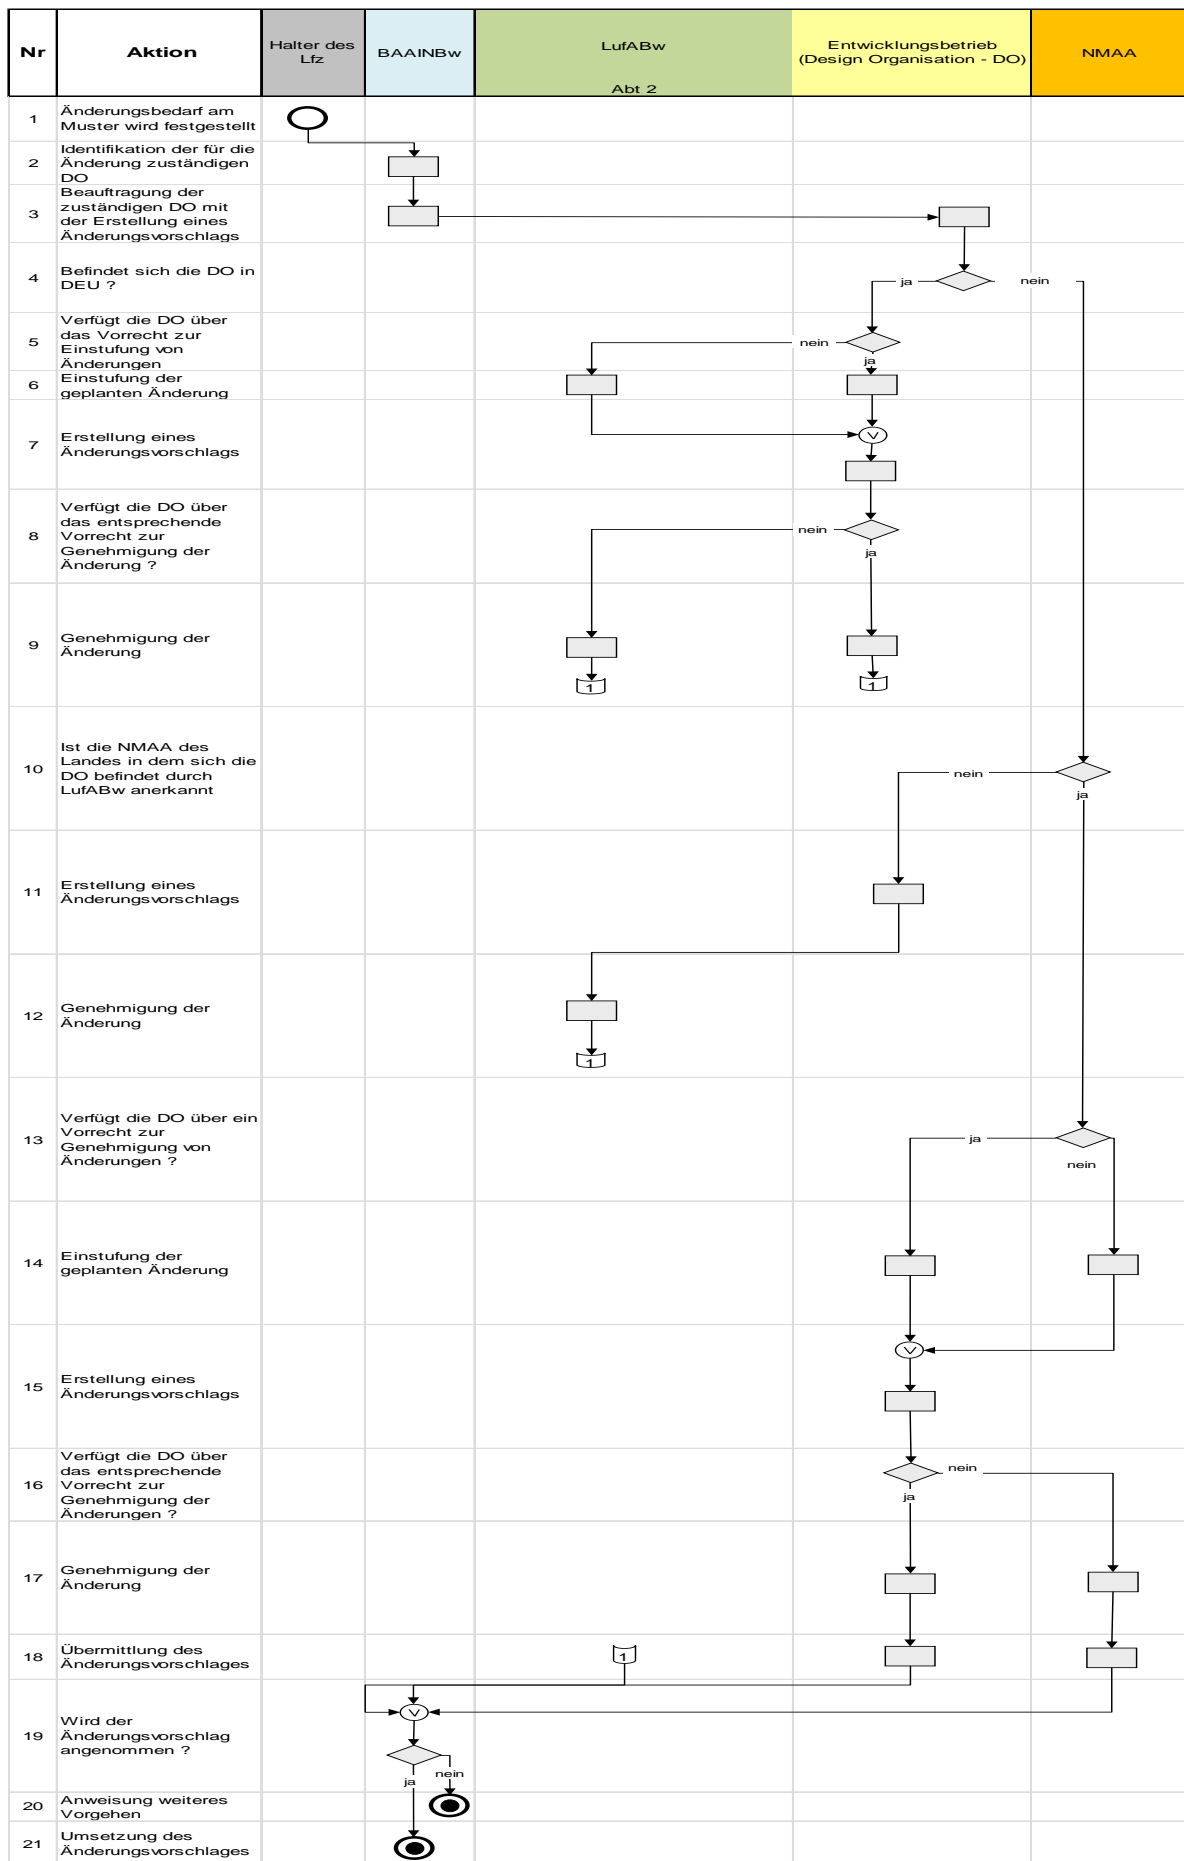 Nr
Aktion
Halter des
Lfz
BAAINBw
LufABw
Abt 2
Entwicklungsbetrieb
(Design Organisation - DO)
NMAA
1
Änderungsbedarf am
Muster wird festgestellt
2
Identifikation der für die
Änderung zuständigen
DO
3
Beauftragung der
zuständigen DO mit
der Erstellung eines
Änderungsvorschlags
4
Befindet sich die DO in
DEU ?
ja
nein
5
Verfügt die DO über
das Vorrecht zur
Einstufung von
Änderungen
nein
ja
6
Einstufung der
geplanten Änderung
7
Erstellung eines
Änderungsvorschlags
V
8
Verfügt die DO über
das entsprechende
Vorrecht zur
Genehmigung der
Änderung ?
nein
ja
9
Genehmigung der
Änderung
1
1
10
Ist die NMAA des
Landes in dem sich die
DO befindet durch
LufABw anerkannt
nein
ja
11
Erstellung eines
Änderungsvorschlags
12
Genehmigung der
Änderung
1
13
Verfügt die DO über ein
Vorrecht zur
Genehmigung von
Änderungen ?
ja
nein
14
Einstufung der
geplanten Änderung
15
Erstellung eines
Änderungsvorschlags
V
16
Verfügt die DO über
das entsprechende
Vorrecht zur
Genehmigung der
Änderungen ?
nein
ja
17
Genehmigung der
Änderung
18
Übermittlung des
Änderungsvorschlages
1
19
Wird der
Änderungsvorschlag
angenommen ?
V
nein
ja
20
Anweisung weiteres
Vorgehen
21
Umsetzung des
Änderungsvorschlages